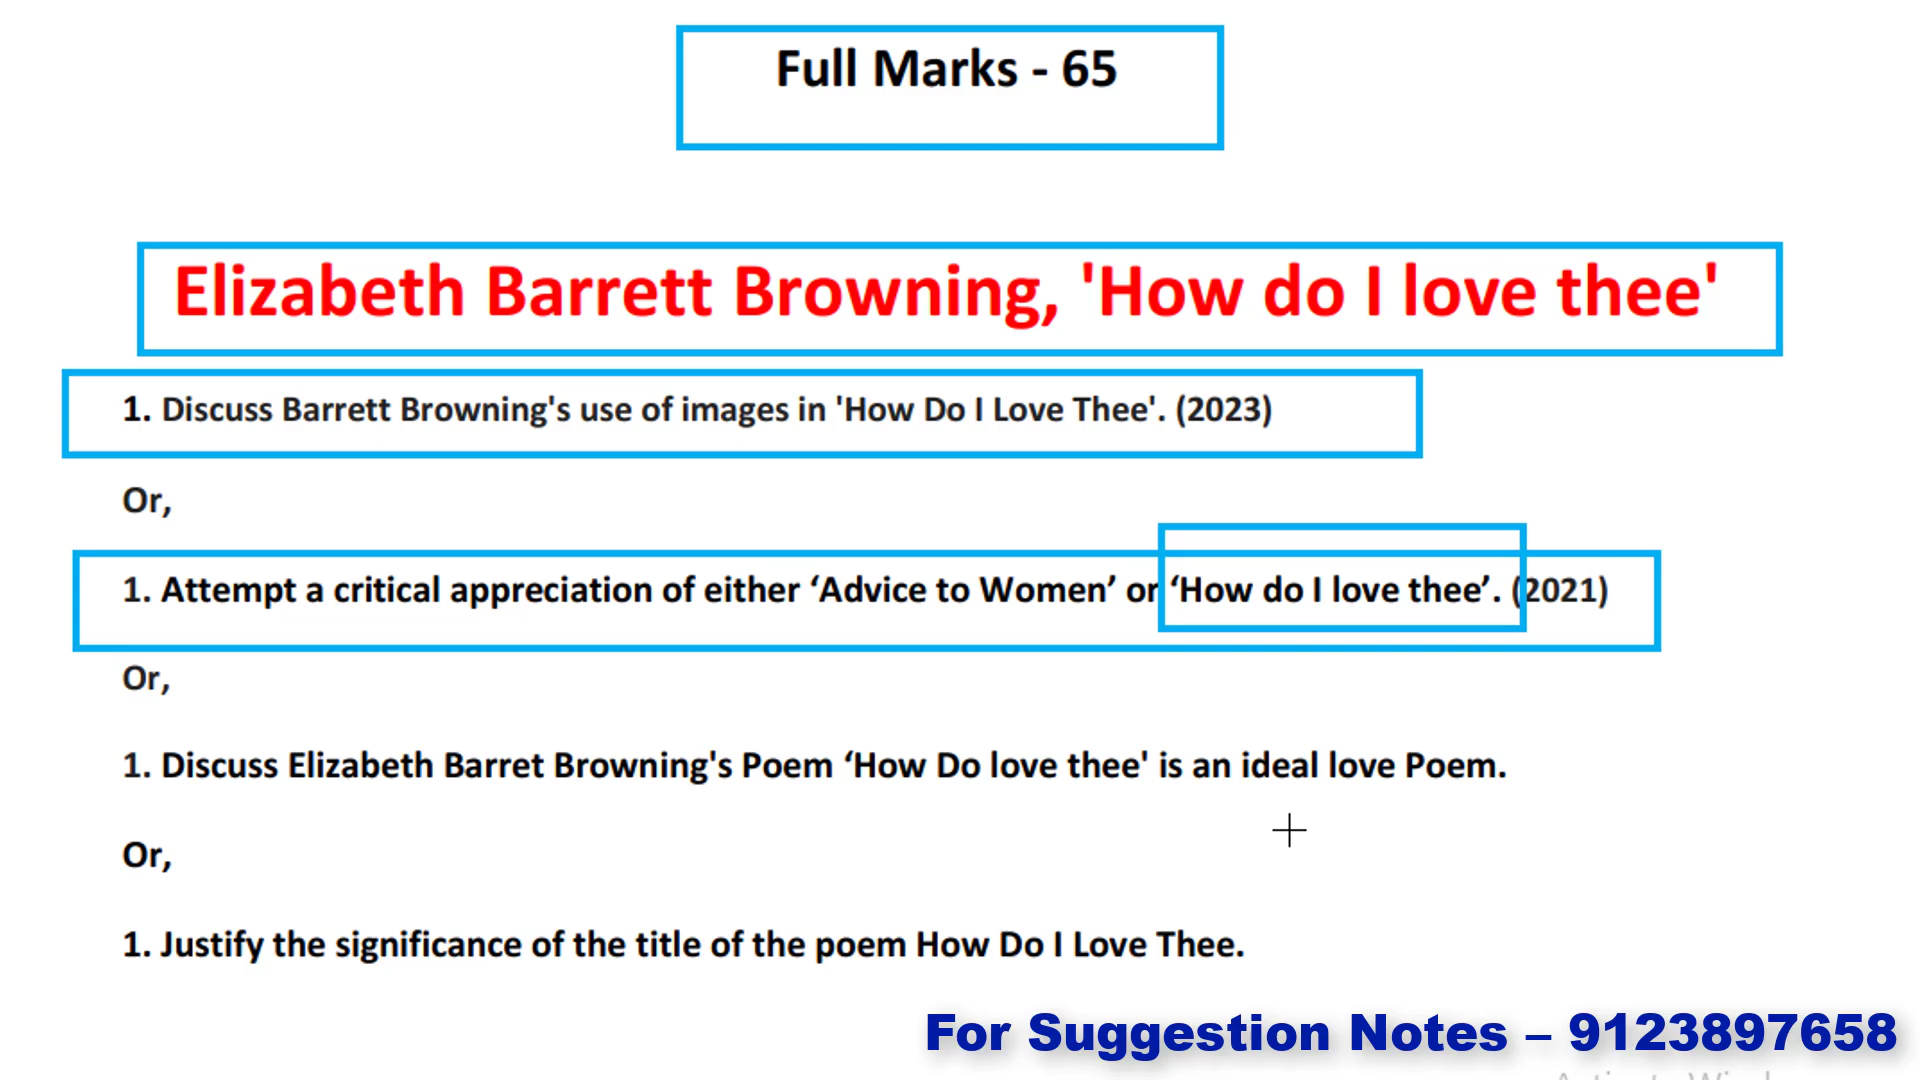 Full Marks - 65
Elizabeth Barrett Browning, 'How do I love thee'
1. Discuss Barrett Browning's use of images in 'How Do I Love Thee'. (2023)
Or,
1. Attempt a critical appreciation of either ‘Advice to Women’ or ‘How do I love thee’. (2021)
Or,
1. Discuss Elizabeth Barret Browning's Poem ‘How Do love thee' is an ideal love Poem.
Or,
1. Justify the significance of the title of the poem How Do I Love Thee.
For Suggestion Notes – 9123897658